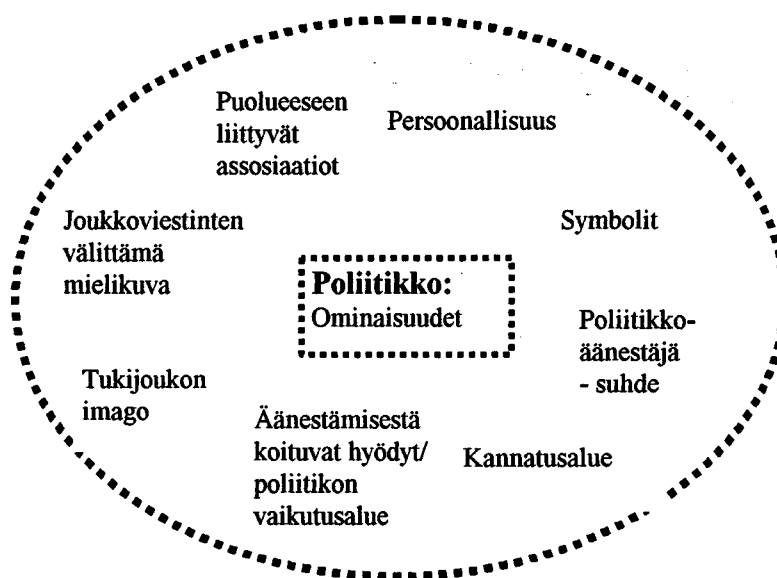 Puolueeseen
liittyvät
assosiaatiot
Persoonallisuus
Joukkoviestinten
välittämä
mielikuva
Symbolit
Poliitikko:
Ominaisuudet
Poliitikko-
äänestäjä
- suhde
Tukijoukon
imago
Äänestämisestä
koituvat hyödyt/
poliitikon
vaikutusalue
Kannatusalue